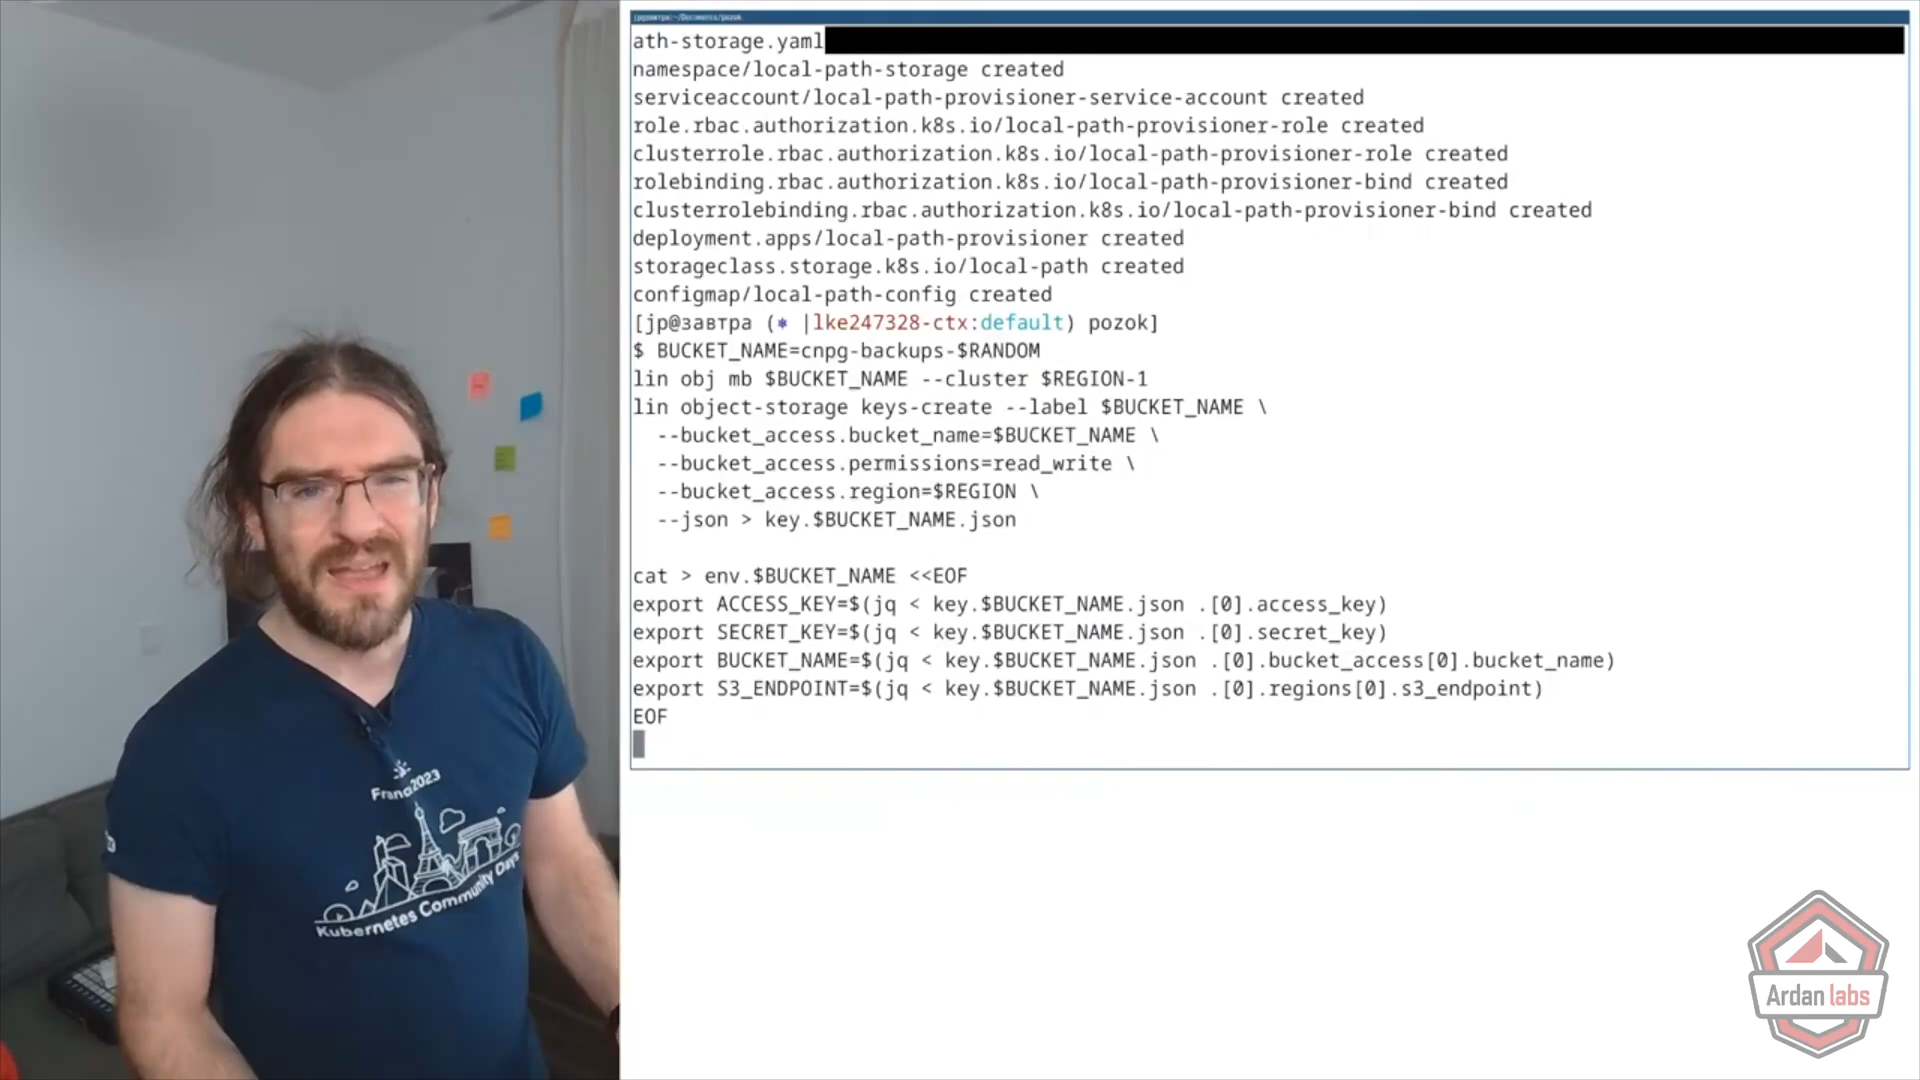 jp@завтра:~/Documents/pozok
ath-storage.yaml
namespace/local-path-storage created
serviceaccount/local-path-provisioner-service-account created
role.rbac.authorization.k8s.io/local-path-provisioner-role created
clusterrole.rbac.authorization.k8s.io/local-path-provisioner-role created
rolebinding.rbac.authorization.k8s.io/local-path-provisioner-bind created
clusterrolebinding.rbac.authorization.k8s.io/local-path-provisioner-bind created
deployment.apps/local-path-provisioner created
storageclass.storage.k8s.io/local-path created
configmap/local-path-config created
[jp@завтра (* |lke247328-ctx:default) pozok]
$ BUCKET_NAME=cnpg-backups-$RANDOM
lin obj mb $BUCKET_NAME --cluster $REGION-1
lin object-storage keys-create --label $BUCKET_NAME \
--bucket_access.bucket_name=$BUCKET_NAME \
--bucket_access.permissions=read_write \
--bucket_access.region=$REGION \
--json > key.$BUCKET_NAME.json
cat > env.$BUCKET_NAME <<EOF
export ACCESS_KEY=$(jq < key.$BUCKET_NAME.json .[0].access_key)
export SECRET_KEY=$(jq < key.$BUCKET_NAME.json .[0].secret_key)
export BUCKET_NAME=$(jq < key.$BUCKET_NAME.json .[0].bucket_access[0].bucket_name)
export S3_ENDPOINT=$(jq < key.$BUCKET_NAME.json .[0].regions[0].s3_endpoint)
EOF
France 2023
Kubernetes Community Days
Ardan labs